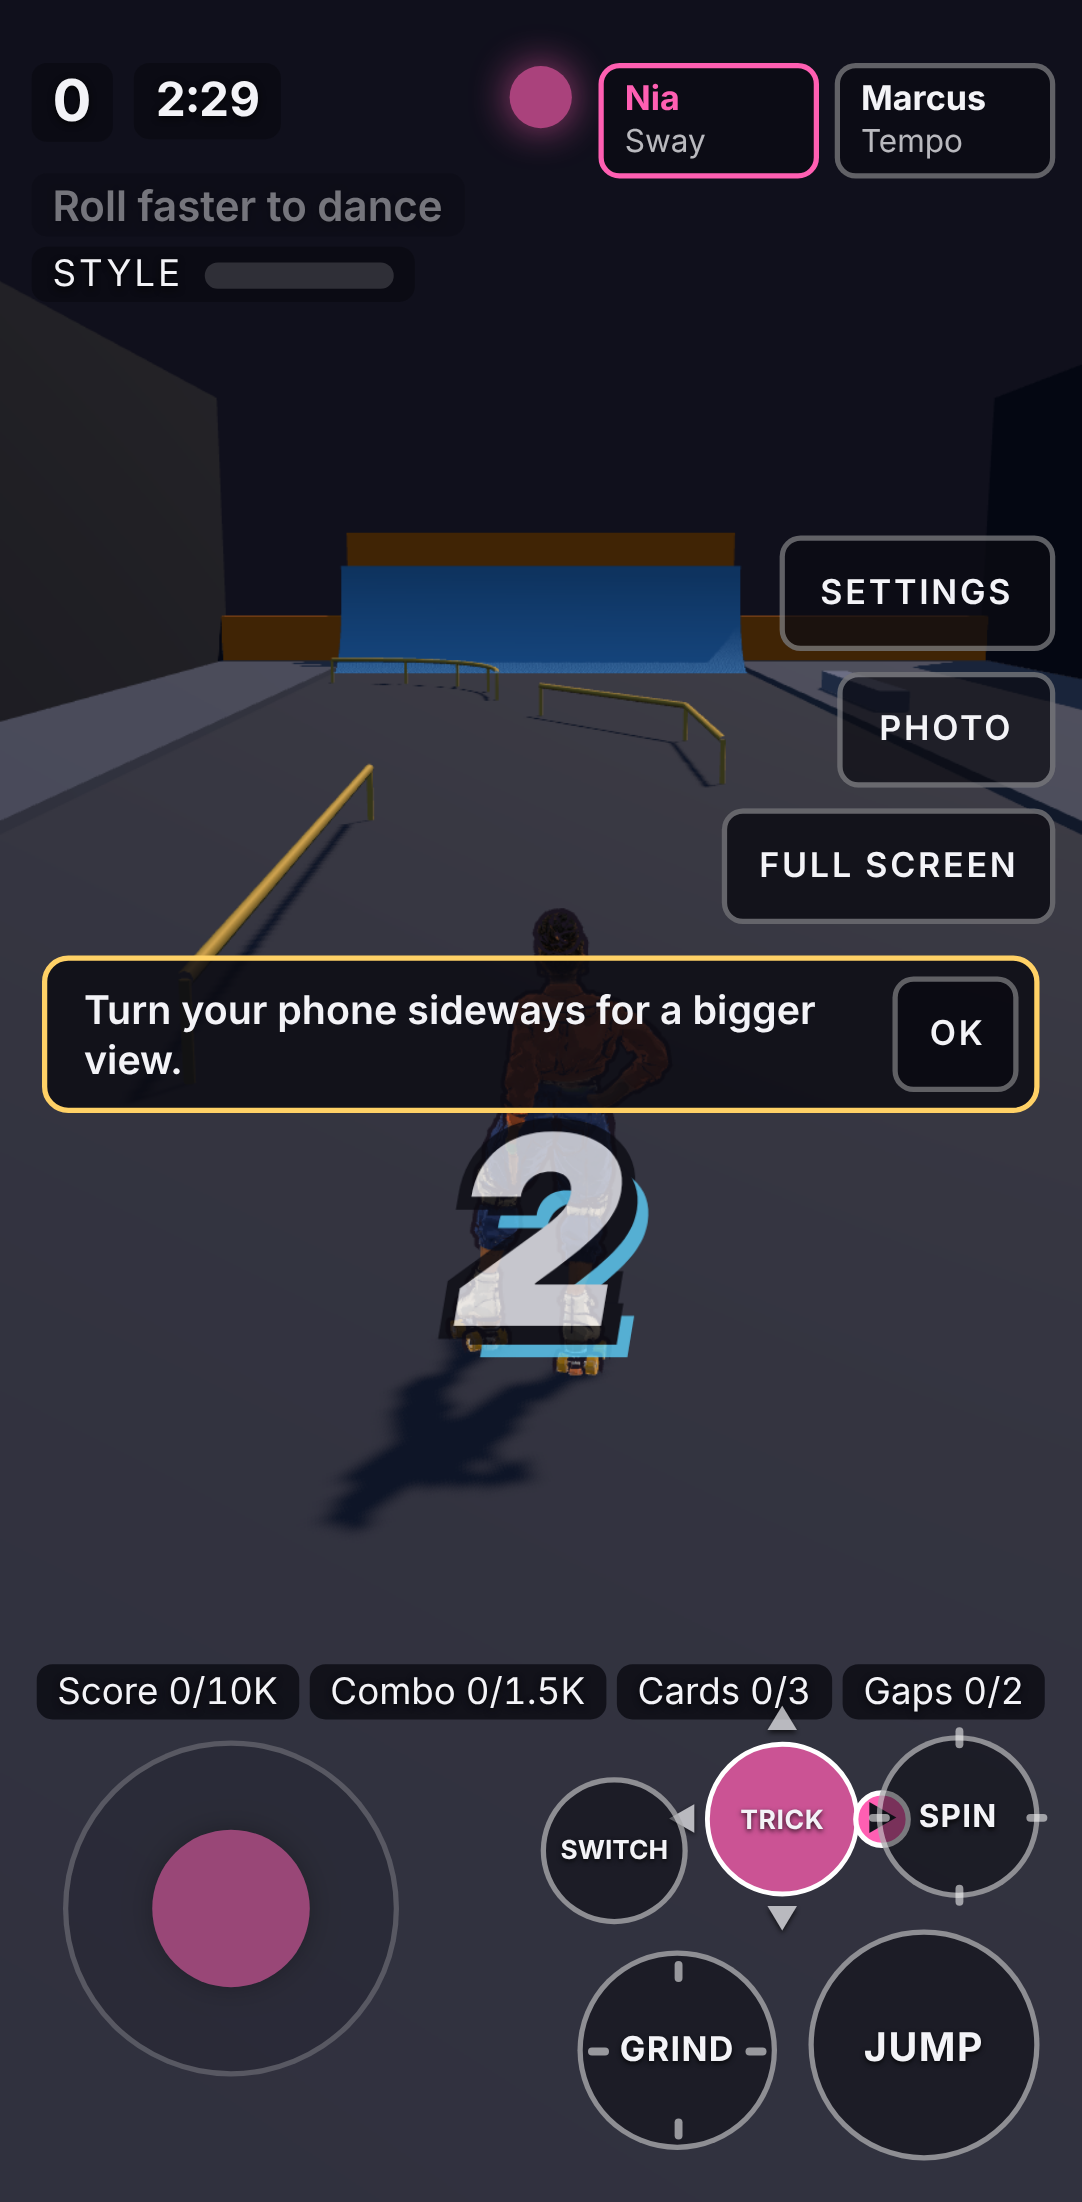 0
2:29
Nia
Sway
Marcus
Tempo
Roll faster to dance
STYLE
SETTINGS
PHOTO
FULL SCREEN
Turn your phone sideways for a bigger
view.
OK
2
Score 0/10K
Combo 0/1.5K
Cards 0/3
Gaps 0/2
SWITCH
TRICK
SPIN
GRIND
JUMP